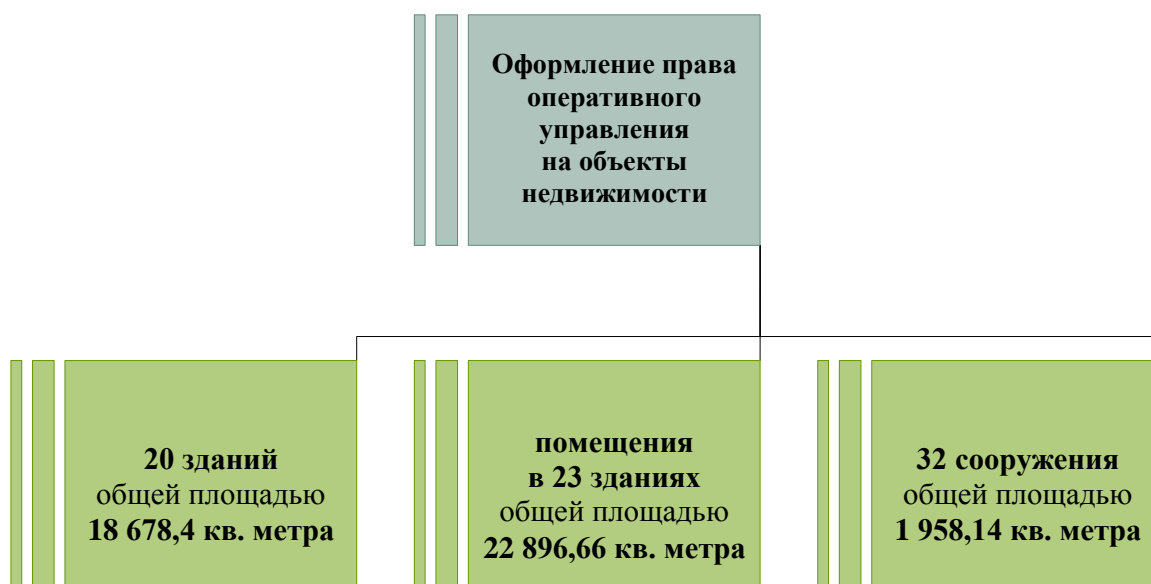 Оформление права
оперативного
управления
на объекты
недвижимости
20 зданий
общей площадью
18 678,4 кв. метра
помещения
в 23 зданиях
общей площадью
22 896,66 кв. метра
32 сооружения
общей площадью
1 958,14 кв. метра